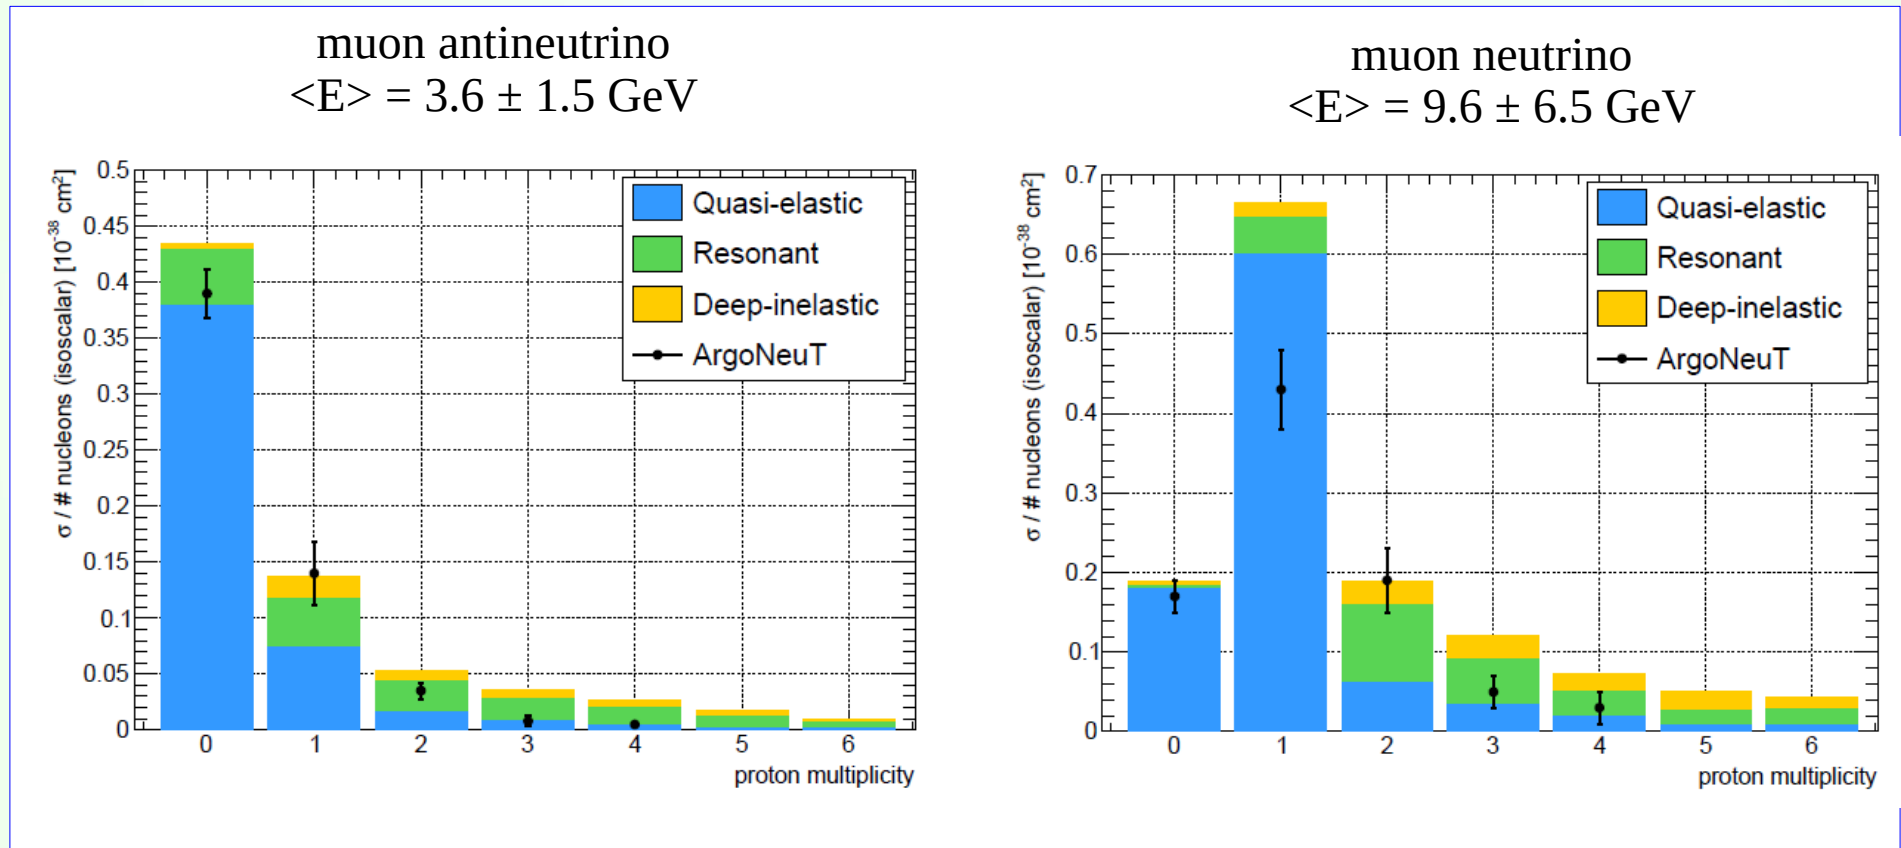 muon antineutrino
<E> = 3.6 ± 1.5 GeV
0.5
0.45
0.4
0.35
0.3
0.25
0.2
0.15
0.1
0.05
0
σ / # nucleons (isoscalar) [10⁻³⁸ cm²]
Quasi-elastic
Resonant
Deep-inelastic
ArgoNeuT
0 1 2 3 4 5 6
proton multiplicity
muon neutrino
<E> = 9.6 ± 6.5 GeV
0.7
0.6
0.5
0.4
0.3
0.2
0.1
0
σ / # nucleons (isoscalar) [10⁻³⁸ cm²]
Quasi-elastic
Resonant
Deep-inelastic
ArgoNeuT
0 1 2 3 4 5 6
proton multiplicity